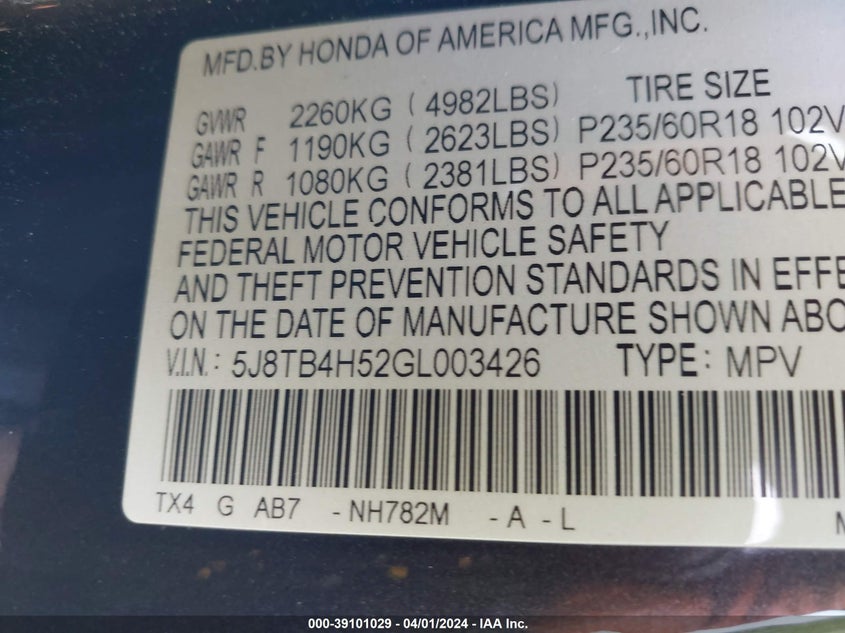 MFD.BY HONDA OF AMERICA MFG.,INC.
TIRE SIZE
GVWR 2260KG ( 4982LBS)
GAWR F 1190KG ( 2623LBS) P235/60R18 102V
GAWR R 1080KG ( 2381LBS) P235/60R18 102V
THIS VEHICLE CONFORMS TO ALL APPLICABLE
FEDERAL MOTOR VEHICLE SAFETY
AND THEFT PREVENTION STANDARDS IN EFFE
ON THE DATE OF MANUFACTURE SHOWN ABO
V.I.N.: 5J8TB4H52GL003426 TYPE: MPV
TX4 G AB7 -NH782M -A -L
000-39101029 - 04/01/2024 - IAA Inc.